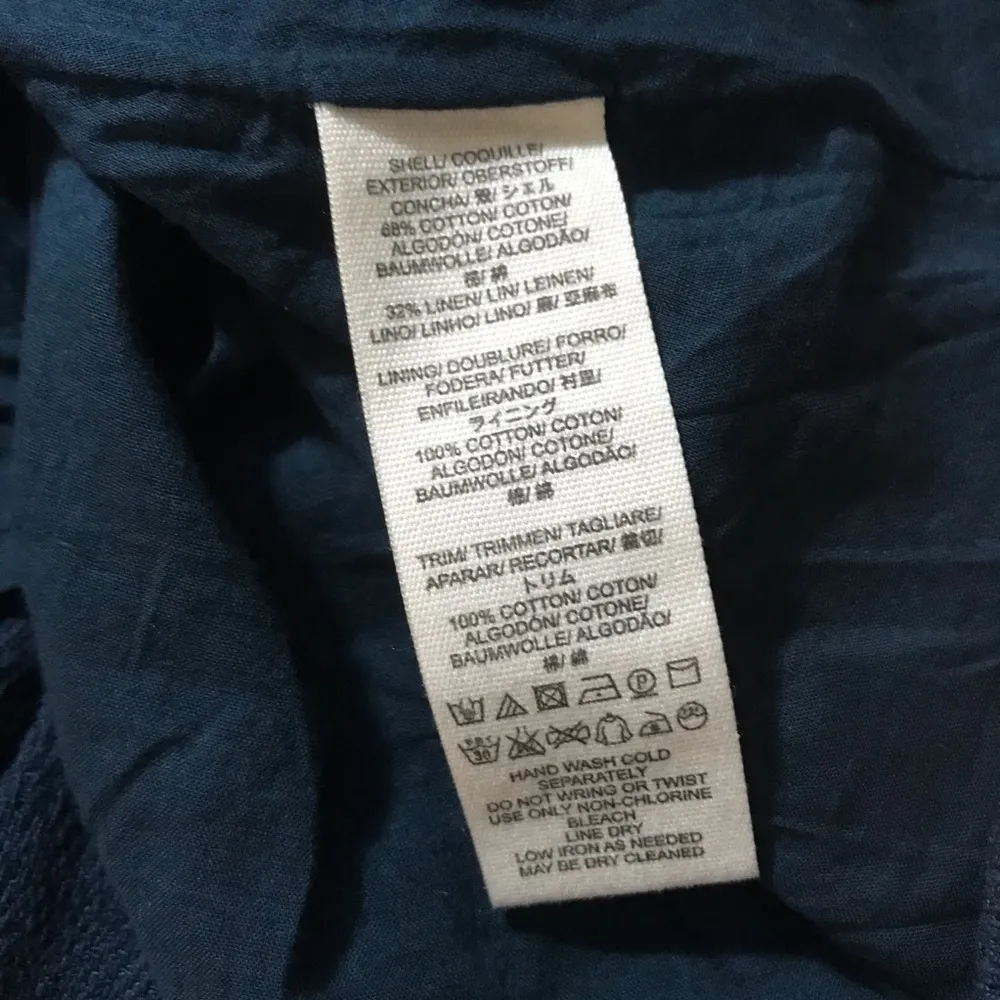 SHELL/ COQUILLE/
EXTERIOR/ OBERSTOFF/
CONCHA/ 殻/ シェル
68% COTTON/ COTON/
ALGODÓN/ COTONE/
BAUMWOLLE/ ALGODÃO/
棉/ 綿
32% LINEN/ LIN/ LEINEN/
LINO/ LINHO/ LINO/ 麻/ 亞麻布
LINING/ DOUBLURE/ FORRO/
FODERA/ FUTTER/
ENFILEIRANDO/ 衬里/
ライニング
100% COTTON/ COTON/
ALGODÓN/ COTONE/
BAUMWOLLE/ ALGODÃO/
棉/ 綿
TRIM/ TRIMMEN/ TAGLIARE/
APARAR/ RECORTAR/
トリム
100% COTTON/ COTON/
ALGODÓN/ COTONE/
BAUMWOLLE/ ALGODÃO/
棉/ 綿
P
30
HAND WASH COLD
SEPARATELY
DO NOT WRING OR TWIST
USE ONLY NON-CHLORINE
BLEACH
LINE DRY
LOW IRON AS NEEDED
MAY BE DRY CLEANED